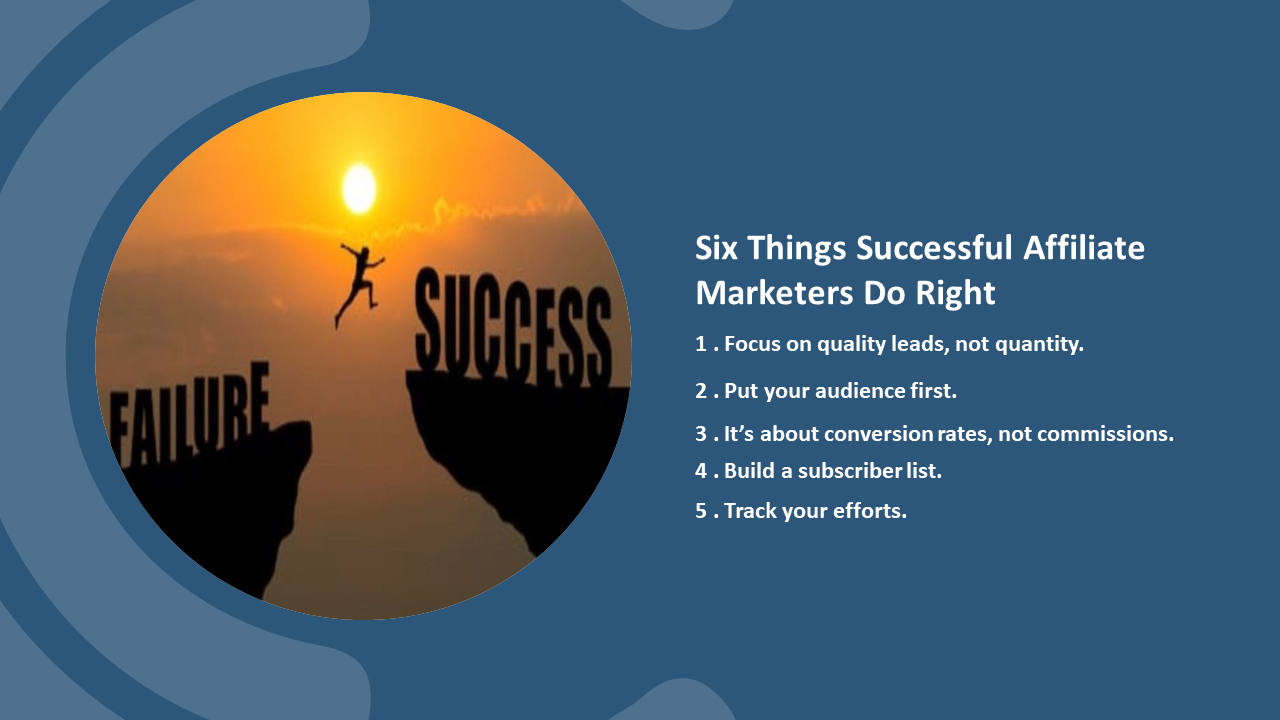 FAILURE
SUCCESS
Six Things Successful Affiliate
Marketers Do Right
1 . Focus on quality leads, not quantity.
2 . Put your audience first.
3 . It’s about conversion rates, not commissions.
4 . Build a subscriber list.
5 . Track your efforts.